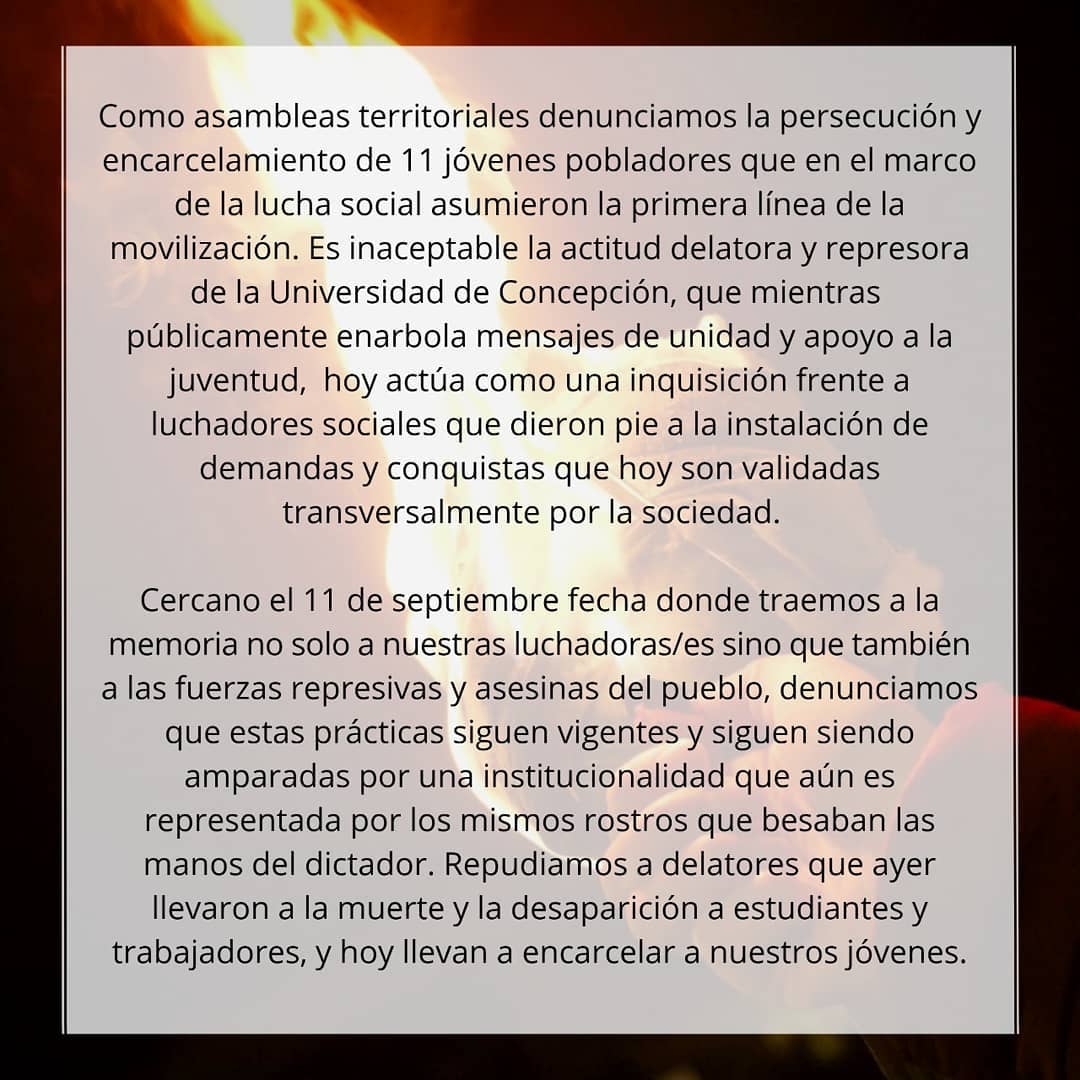 Como asambleas territoriales denunciamos la persecución y
encarcelamiento de 11 jóvenes pobladores que en el marco
de la lucha social asumieron la primera línea de la
movilización. Es inaceptable la actitud delatora y represora
de la Universidad de Concepción, que mientras
públicamente enarbola mensajes de unidad y apoyo a la
juventud,  hoy actúa como una inquisición frente a
luchadores sociales que dieron pie a la instalación de
demandas y conquistas que hoy son validadas
transversalmente por la sociedad.
Cercano el 11 de septiembre fecha donde traemos a la
memoria no solo a nuestras luchadoras/es sino que también
a las fuerzas represivas y asesinas del pueblo, denunciamos
que estas prácticas siguen vigentes y siguen siendo
amparadas por una institucionalidad que aún es
representada por los mismos rostros que besaban las
manos del dictador. Repudiamos a delatores que ayer
llevaron a la muerte y la desaparición a estudiantes y
trabajadores, y hoy llevan a encarcelar a nuestros jóvenes.